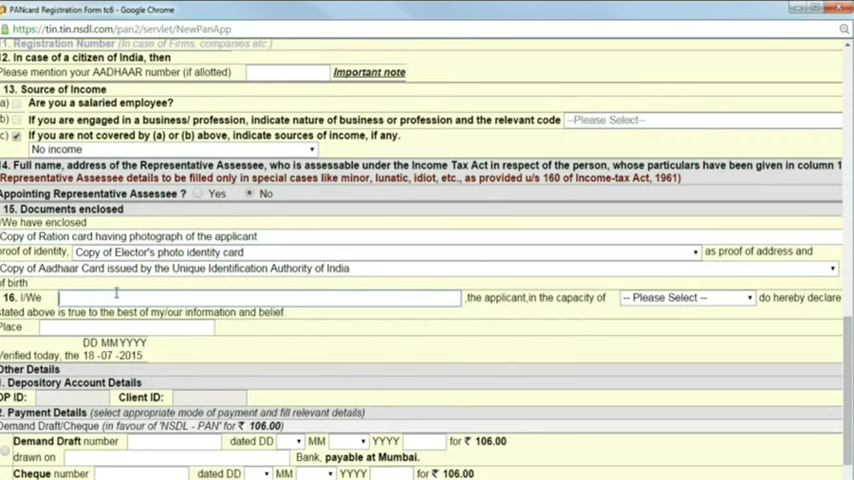 PANcard Registration Form tc6 - Google Chrome
https://tin.tin.nsdl.com/pan2/servlet/NewPanApp
11. Registration Number (In case of Firms, companies etc.)
12. In case of a citizen of India, then
Please mention your AADHAAR number (if allotted) Important note
13. Source of Income
a) Are you a salaried employee?
b) If you are engaged in a business/ profession, indicate nature of business or profession and the relevant code --Please Select--
c) If you are not covered by (a) or (b) above, indicate sources of income, if any.
No income
14. Full name, address of the Representative Assessee, who is assessable under the Income Tax Act in respect of the person, whose particulars have been given in column 1
Representative Assessee details to be filled only in special cases like minor, lunatic, idiot, etc., as provided u/s 160 of Income-tax Act, 1961)
Appointing Representative Assessee ? Yes No
15. Documents enclosed
I/We have enclosed
Copy of Ration card having photograph of the applicant
proof of identity, Copy of Elector's photo identity card as proof of address and
Copy of Aadhaar Card issued by the Unique Identification Authority of India
of birth
16. I/We ,the applicant,in the capacity of -- Please Select -- do hereby declare
stated above is true to the best of my/our information and belief.
Place
DD MMYYYY
Verified today, the 18 -07 -2015
Other Details
1. Depository Account Details
DP ID: Client ID:
2. Payment Details (select appropriate mode of payment and fill relevant details)
Demand Draft/Cheque (in favour of 'NSDL - PAN' for ₹ 106.00)
Demand Draft number dated DD MM YYYY for ₹ 106.00
drawn on Bank, payable at Mumbai.
Cheque number dated DD MM YYYY for ₹ 106.00